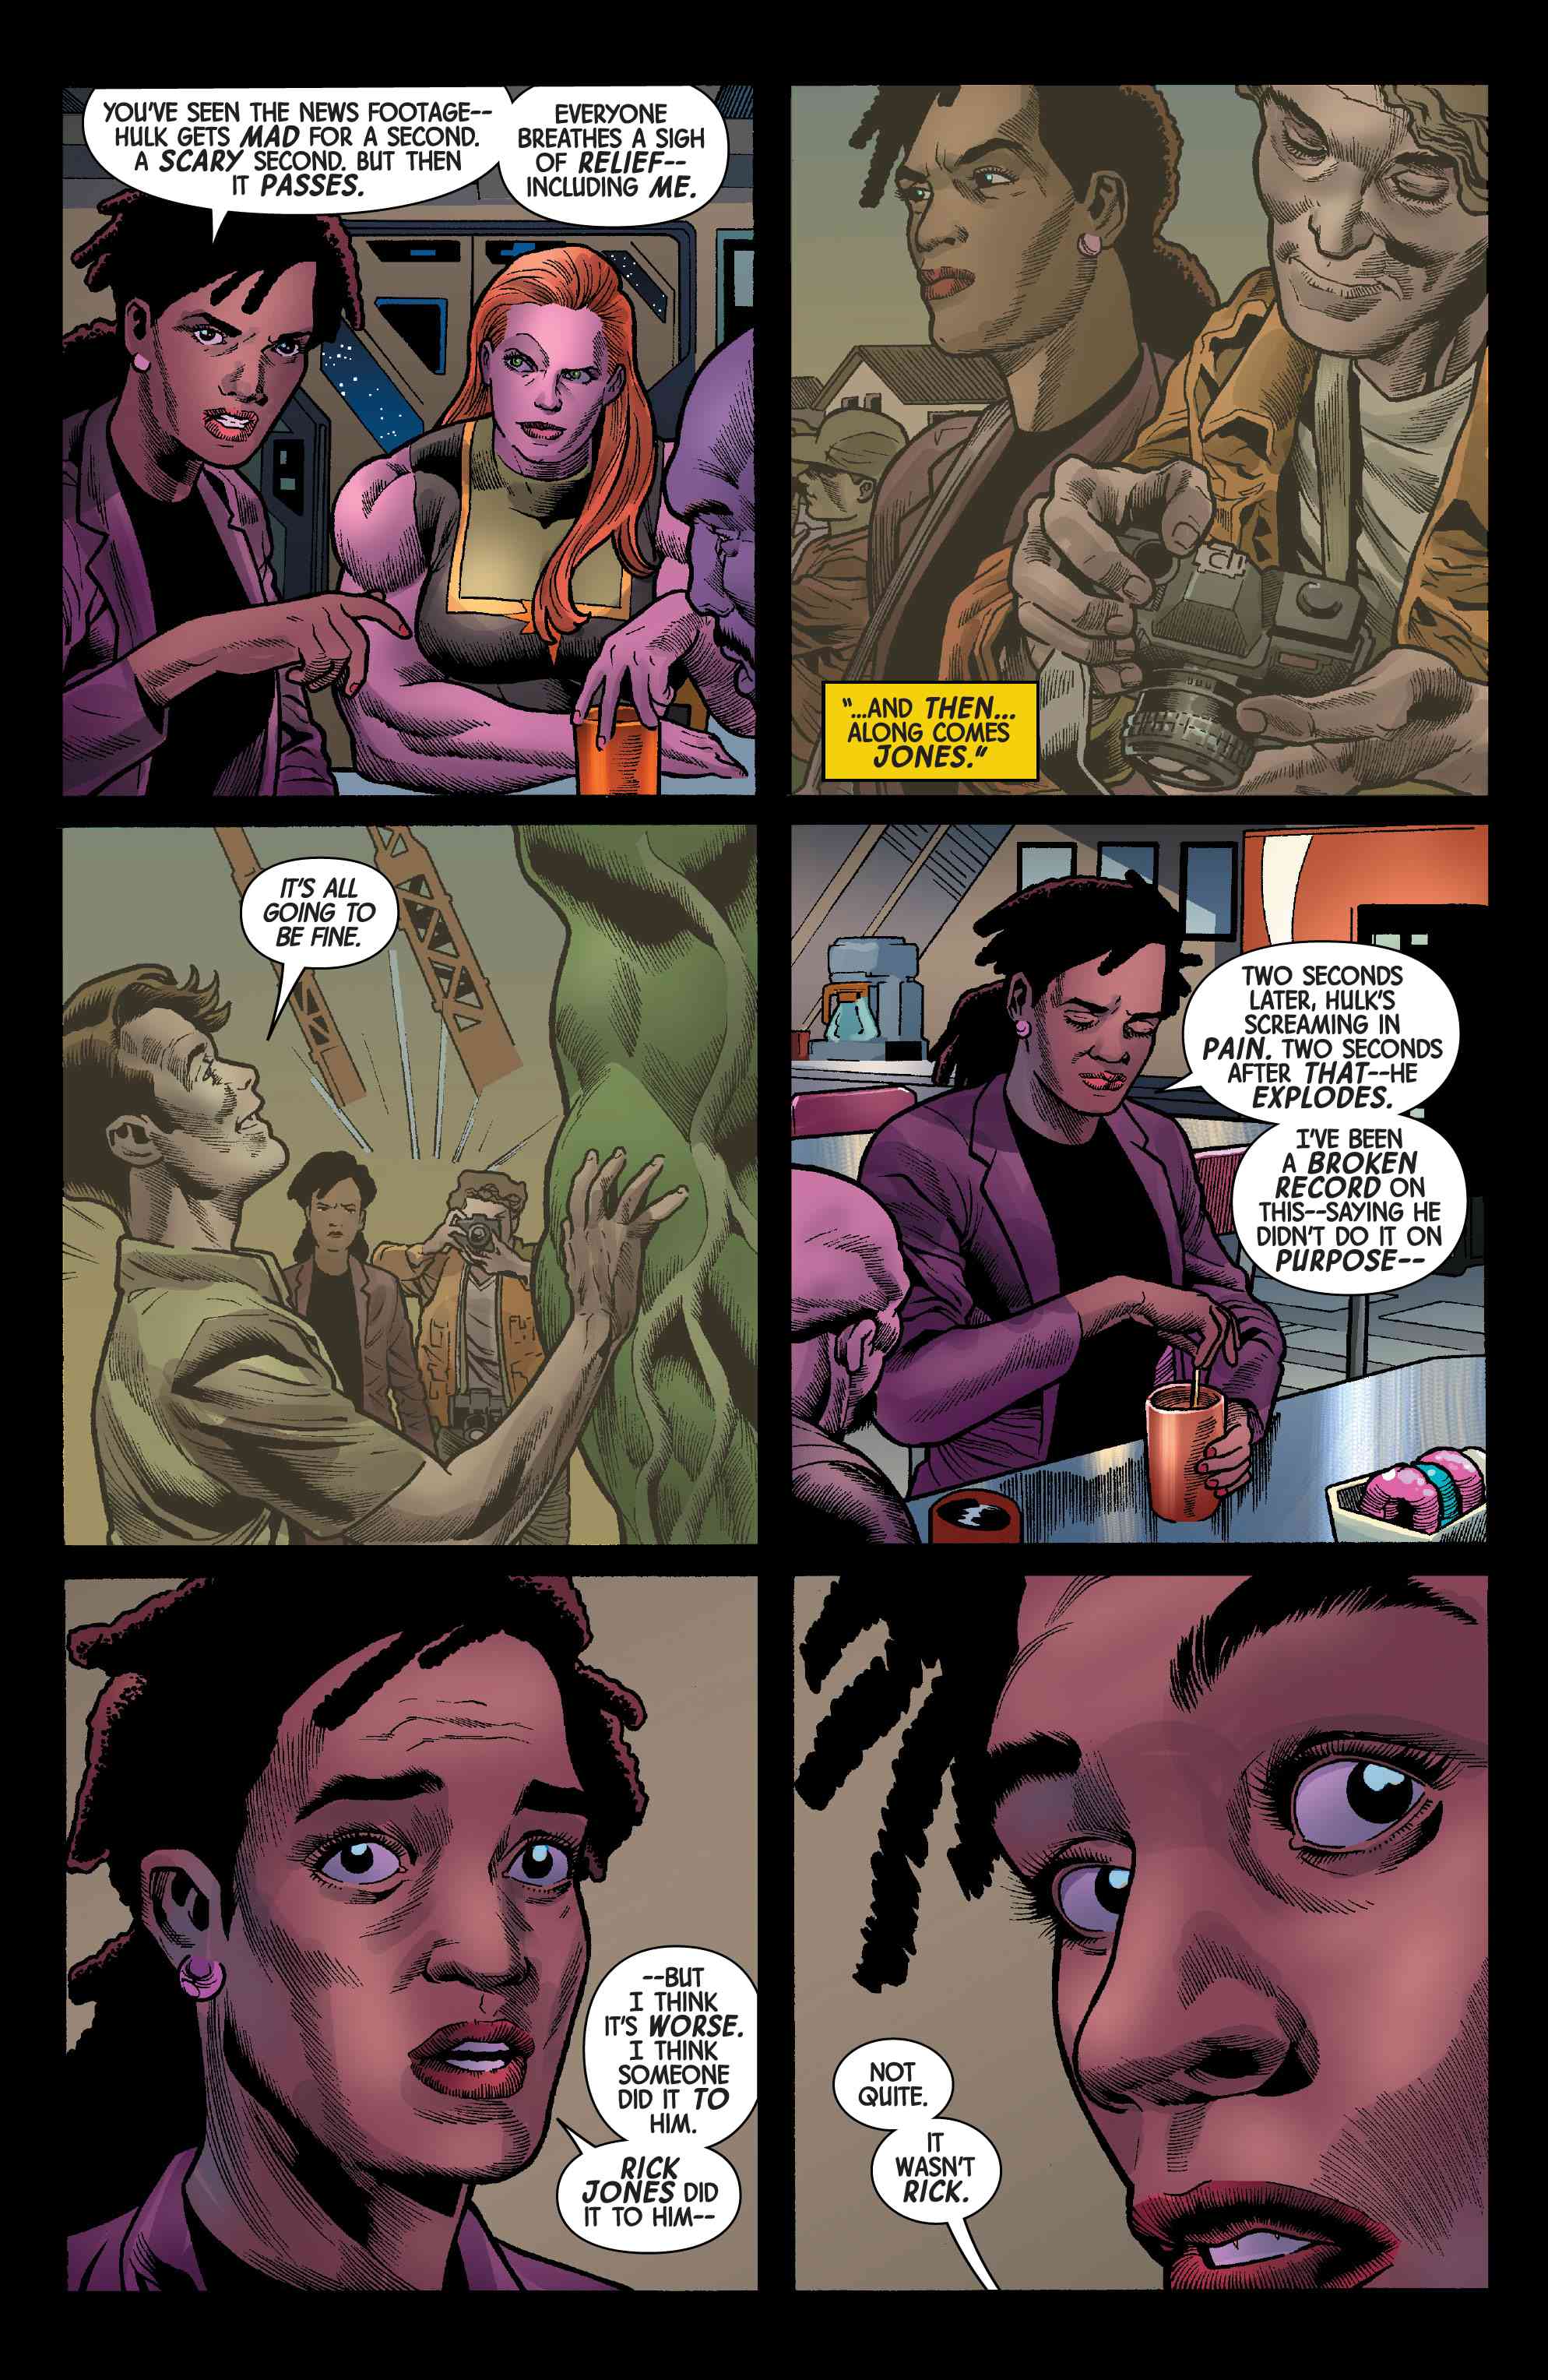 YOU'VE SEEN THE NEWS FOOTAGE--
HULK GETS MAD FOR A SECOND.
A SCARY SECOND. BUT THEN
IT PASSES.
EVERYONE
BREATHES A SIGH
OF RELIEF--
INCLUDING ME.
"...AND THEN...
ALONG COMES
JONES."
IT'S ALL
GOING TO
BE FINE.
TWO SECONDS
LATER, HULK'S
SCREAMING IN
PAIN. TWO SECONDS
AFTER THAT--HE
EXPLODES.
I'VE BEEN
A BROKEN
RECORD ON
THIS--SAYING HE
DIDN'T DO IT ON
PURPOSE--
--BUT
I THINK
IT'S WORSE.
I THINK
SOMEONE
DID IT TO
HIM.
RICK
JONES DID
IT TO HIM--
NOT
QUITE.
IT
WASN'T
RICK.